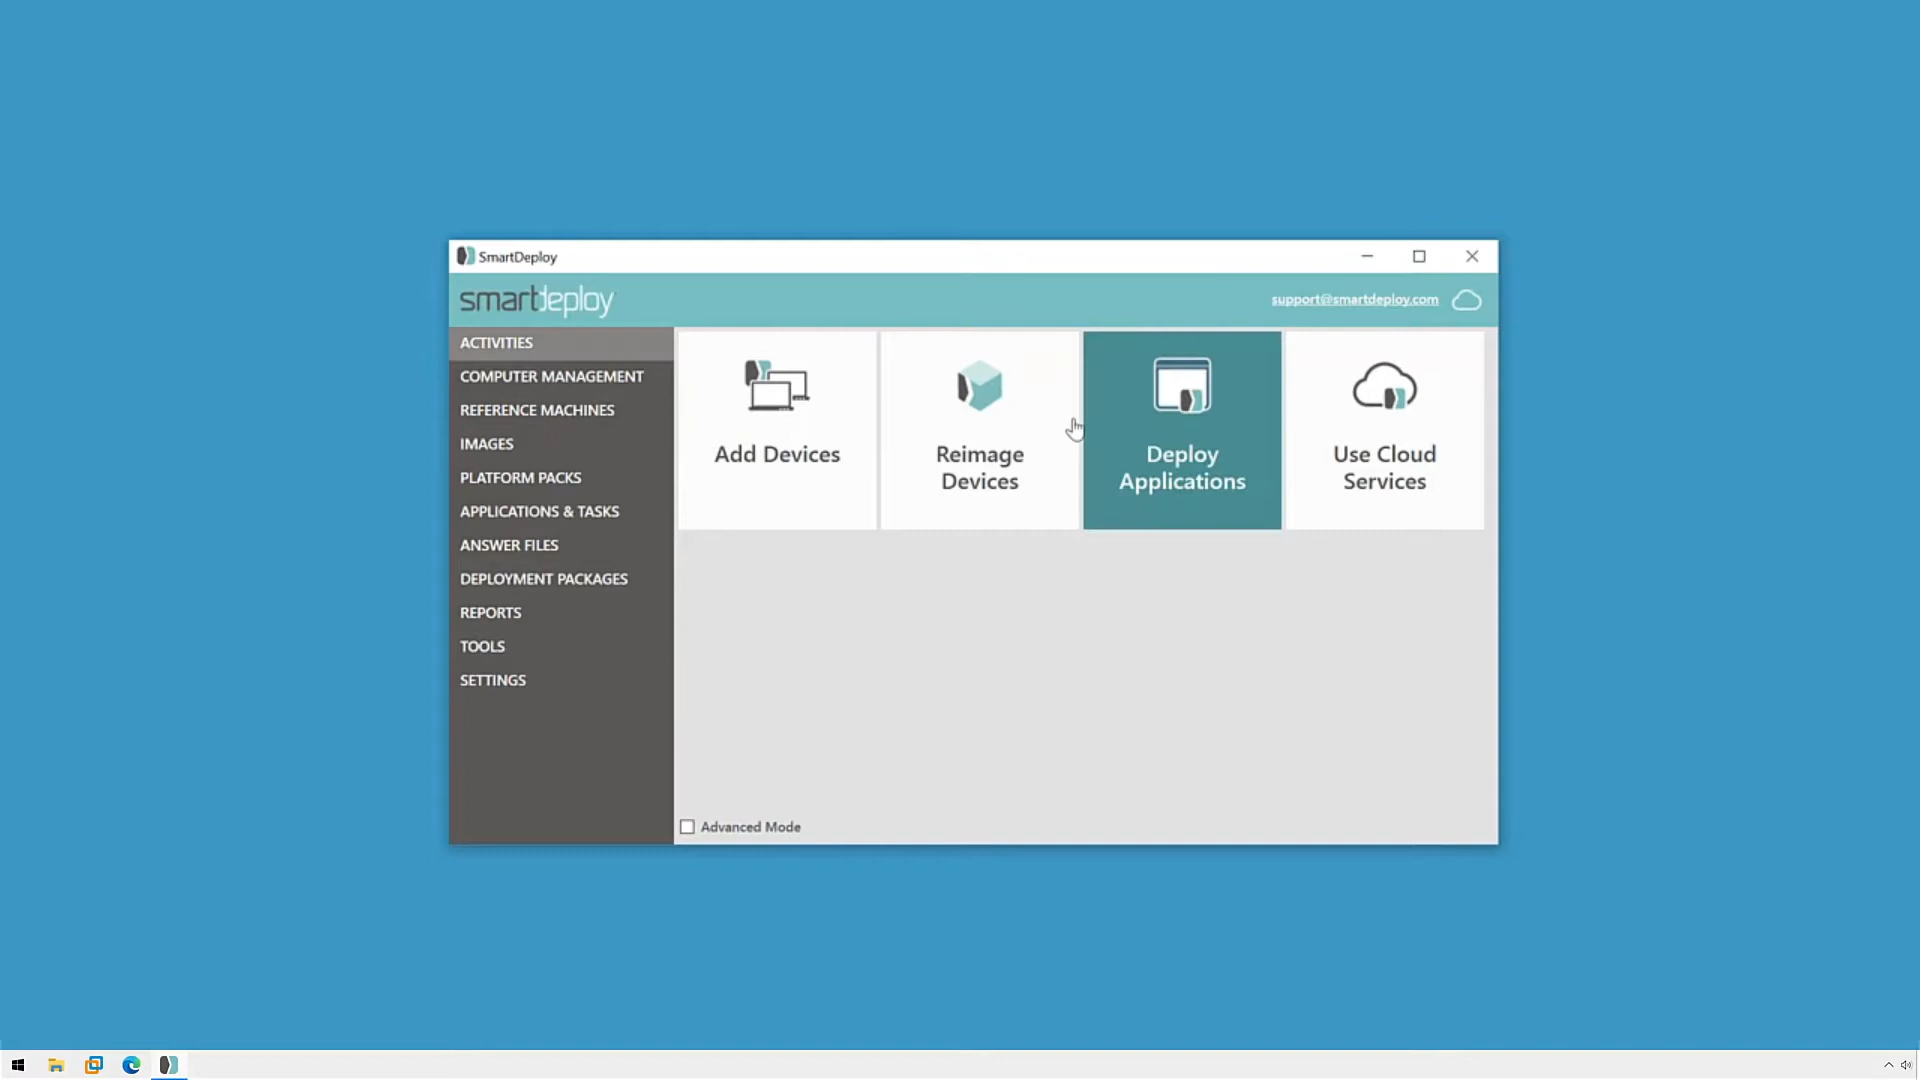 SmartDeploy
smartdeploy
support@smartdeploy.com
ACTIVITIES
COMPUTER MANAGEMENT
REFERENCE MACHINES
IMAGES
PLATFORM PACKS
APPLICATIONS & TASKS
ANSWER FILES
DEPLOYMENT PACKAGES
REPORTS
TOOLS
SETTINGS
Add Devices
Reimage
Devices
Deploy
Applications
Use Cloud
Services
Advanced Mode